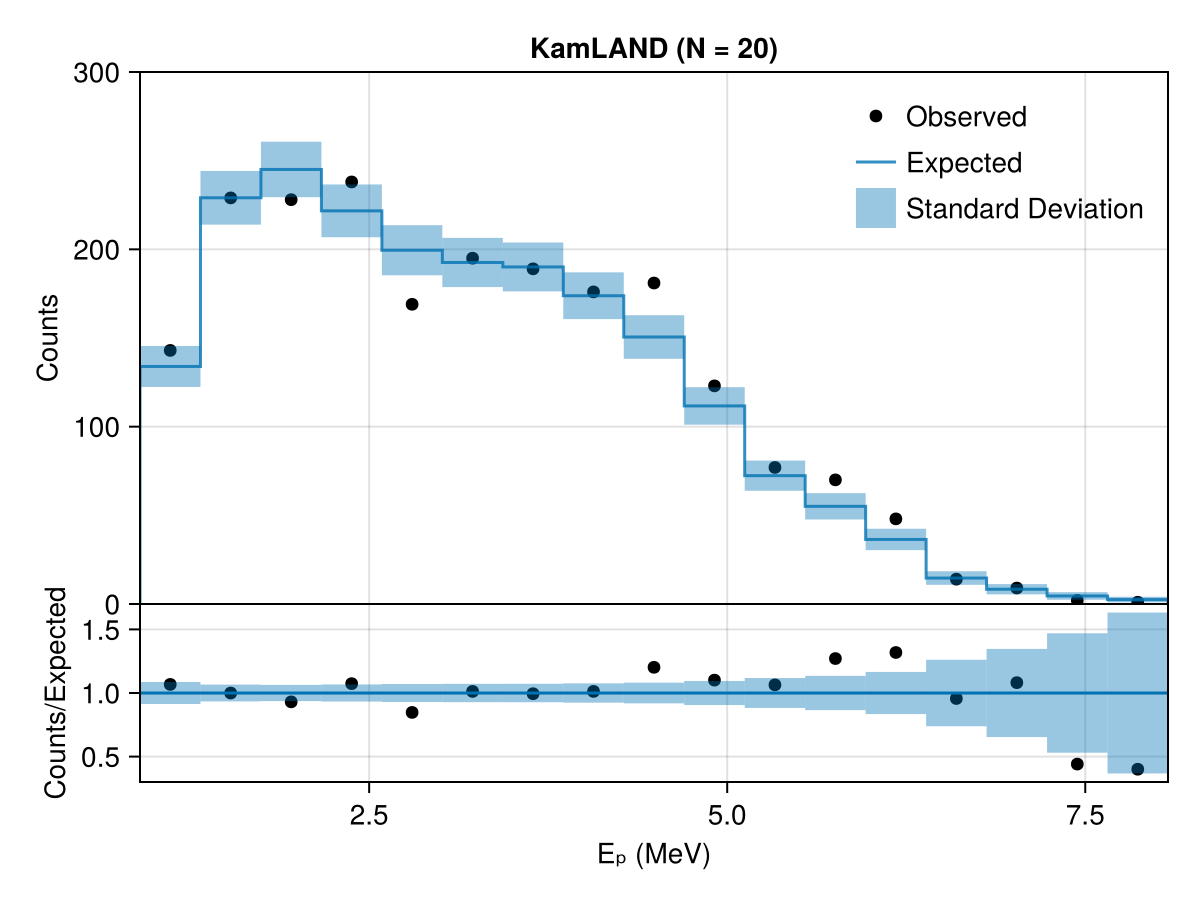 KamLAND (N = 20)
300
200
100
0
Counts
Observed
Expected
Standard Deviation
1.5
1.0
0.5
Counts/Expected
2.5
5.0
7.5
Eₚ (MeV)